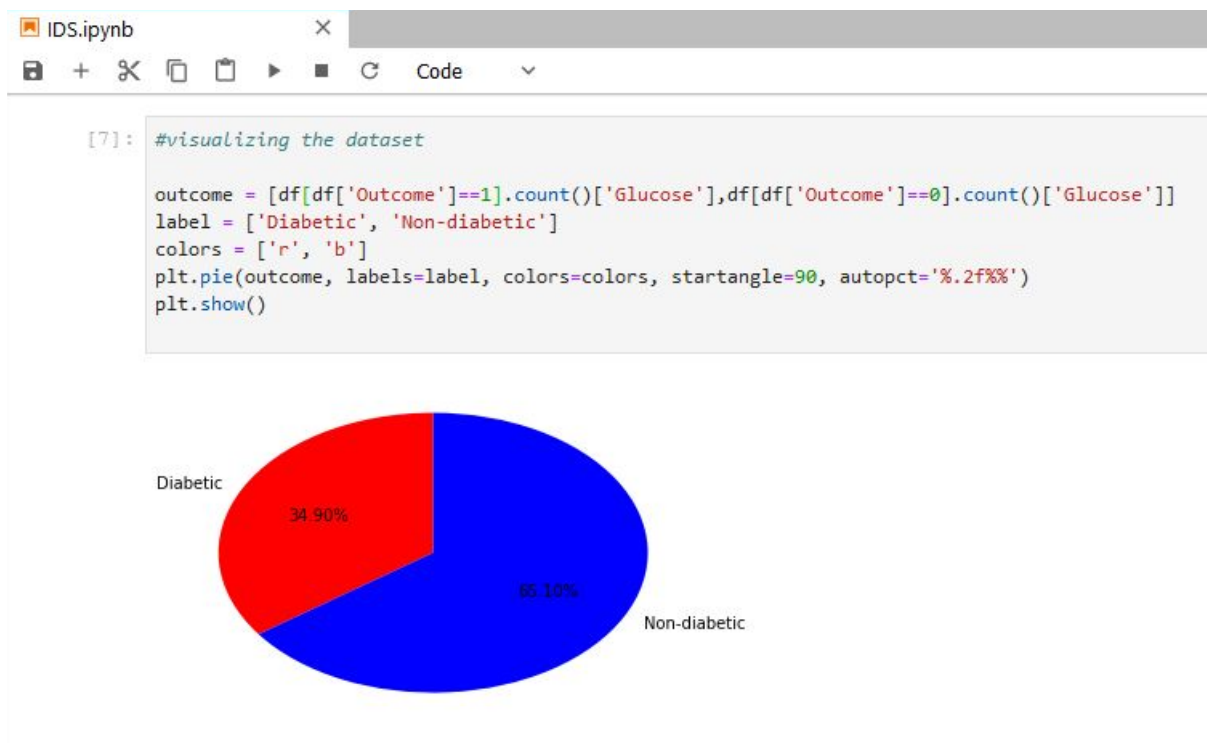 IDS.ipynb
Code
[7]: #visualizing the dataset
outcome = [df[df['Outcome']==1].count()['Glucose'],df[df['Outcome']==0].count()['Glucose']]
label = ['Diabetic', 'Non-diabetic']
colors = ['r', 'b']
plt.pie(outcome, labels=label, colors=colors, startangle=90, autopct='%.2f%%')
plt.show()
Diabetic
34.90%
65.10%
Non-diabetic